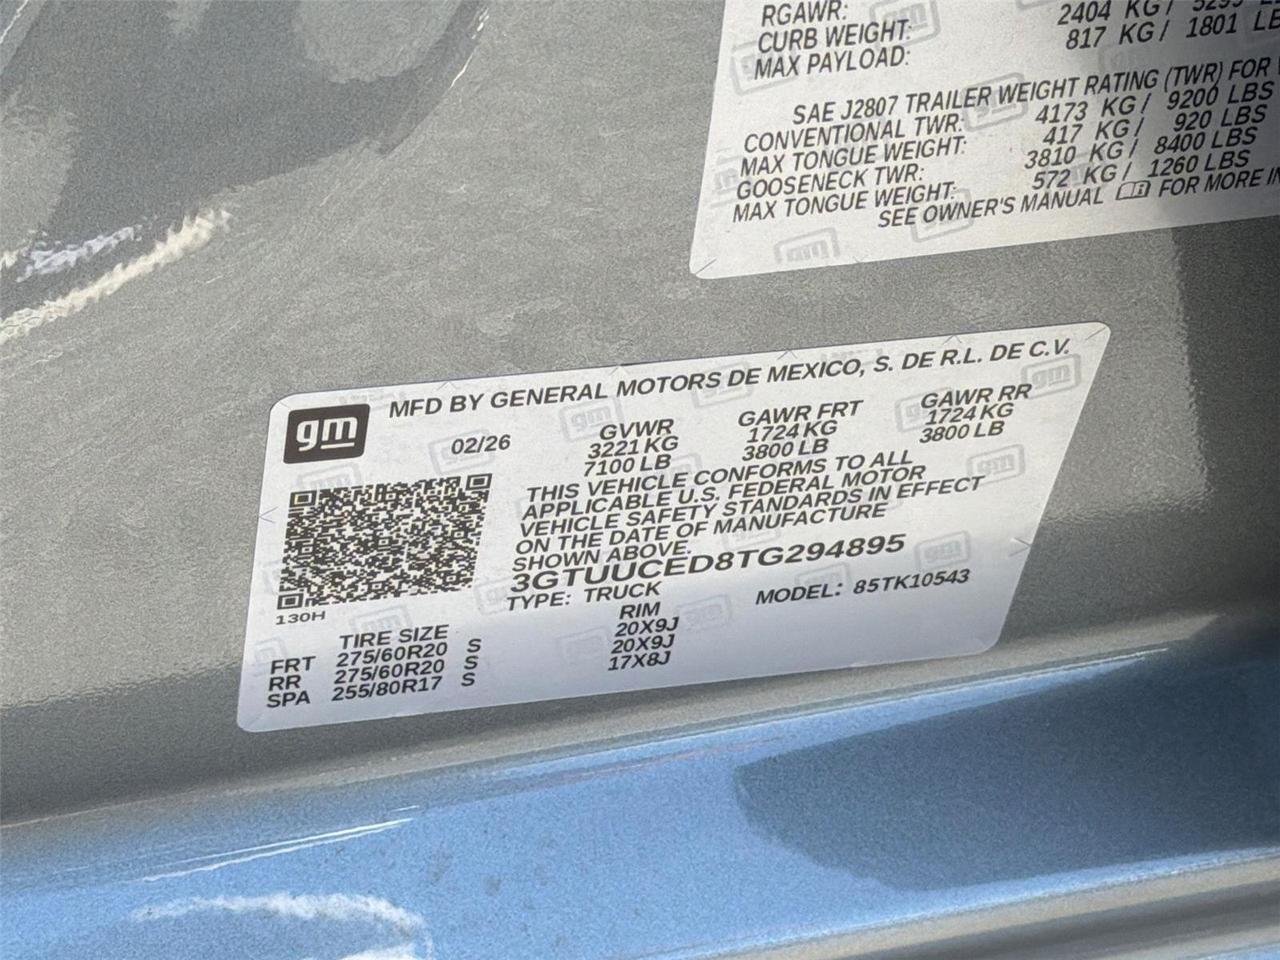 RGAWR:
CURB WEIGHT: 2404 KG/
MAX PAYLOAD: 817 KG/ 1801
SAE J2807 TRAILER WEIGHT RATING (TWR) FOR
CONVENTIONAL TWR: 4173 KG/ 9200 LBS
MAX TONGUE WEIGHT: 417 KG/ 920 LBS
GOOSENECK TWR: 3810 KG/ 8400 LBS
MAX TONGUE WEIGHT: 572 KG/ 1260 LBS
SEE OWNER'S MANUAL FOR MORE
gm
MFD BY GENERAL MOTORS DE MEXICO, S. DE R.L. DE C.V.
02/26 GVWR GAWR FRT GAWR RR
3221 KG 1724 KG 1724 KG
7100 LB 3800 LB 3800 LB
THIS VEHICLE CONFORMS TO ALL
APPLICABLE U.S. FEDERAL MOTOR
VEHICLE SAFETY STANDARDS IN EFFECT
ON THE DATE OF MANUFACTURE
SHOWN ABOVE.
3GTUUCED8TG294895
TYPE: TRUCK MODEL: 85TK10543
130H
TIRE SIZE RIM
FRT 275/60R20 S 20X9J
RR 275/60R20 S 20X9J
SPA 255/80R17 S 17X8J